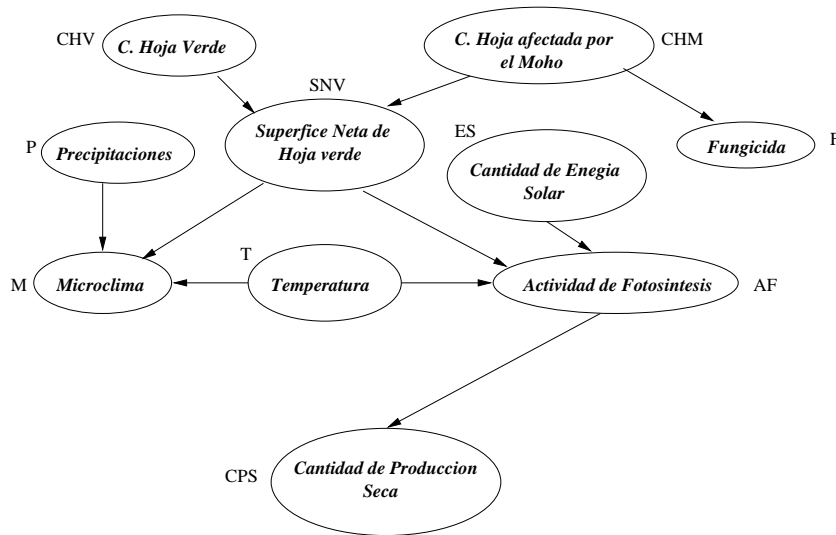 CHV
C. Hoja Verde
C. Hoja afectada por
el Moho
CHM
SNV
Superfice Neta de
Hoja verde
P
Precipitaciones
ES
Cantidad de Enegia
Solar
Fungicida
F
M
Microclima
T
Temperatura
Actividad de Fotosintesis
AF
CPS
Cantidad de Produccion
Seca